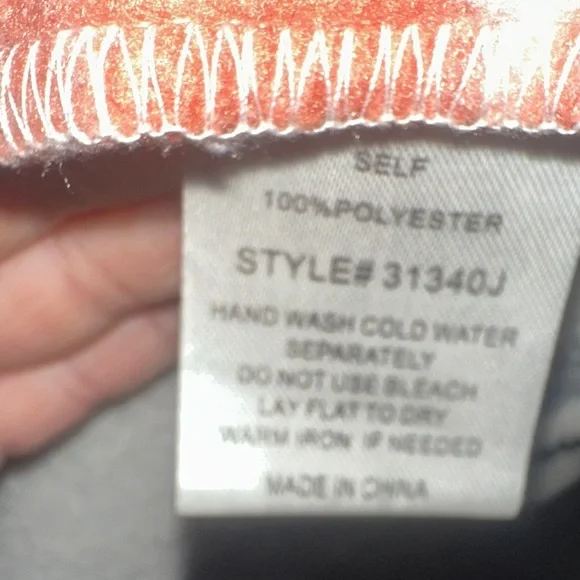 SELF
100%POLYESTER
STYLE# 31340J
HAND WASH COLD WATER
SEPARATELY
DO NOT USE BLEACH
LAY FLAT TO DRY
WARM IRON IF NEEDED
MADE IN CHINA